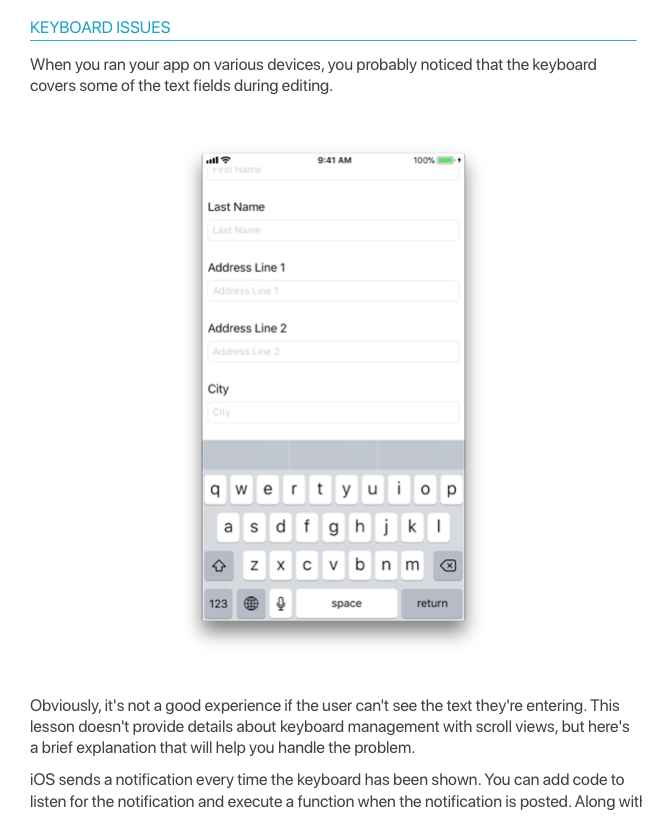 KEYBOARD ISSUES
When you ran your app on various devices, you probably noticed that the keyboard
covers some of the text fields during editing.
9:41 AM 100%
First Name
Last Name
Last Name
Address Line 1
Address Line 1
Address Line 2
Address Line 2
City
City
q w e r t y u i o p
a s d f g h j k l
z x c v b n m
123 space return
Obviously, it's not a good experience if the user can't see the text they're entering. This
lesson doesn't provide details about keyboard management with scroll views, but here's
a brief explanation that will help you handle the problem.
iOS sends a notification every time the keyboard has been shown. You can add code to
listen for the notification and execute a function when the notification is posted. Along with